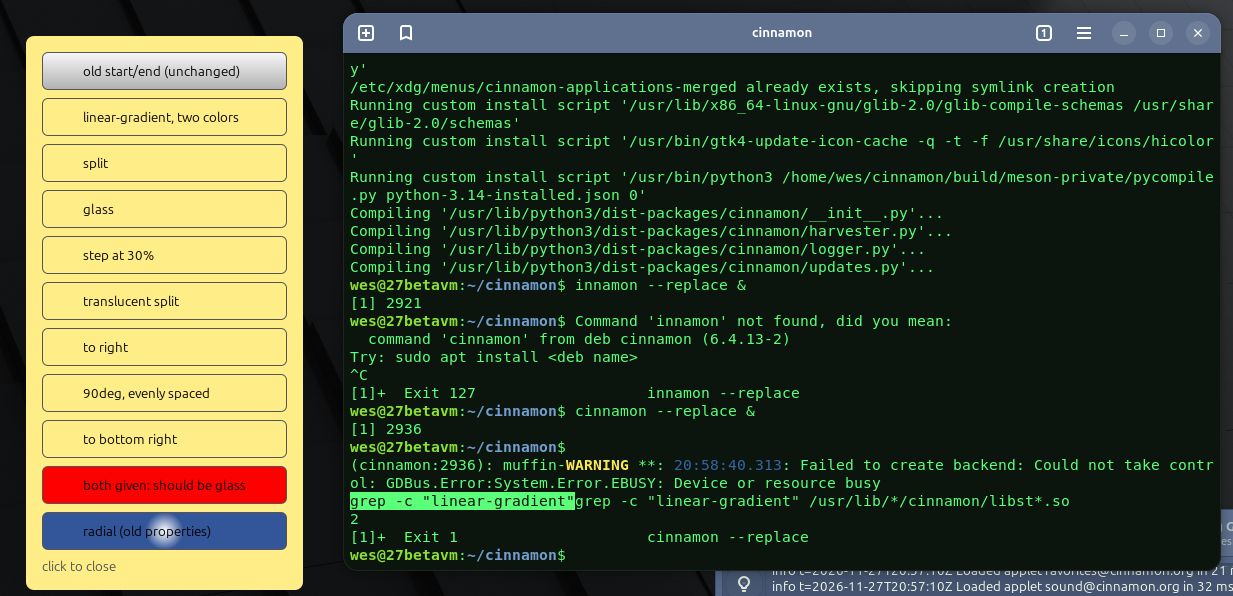 old start/end (unchanged)
linear-gradient, two colors
split
glass
step at 30%
translucent split
to right
90deg, evenly spaced
to bottom right
both given: should be glass
radial (old properties)
click to close
cinnamon
1
y'
/etc/xdg/menus/cinnamon-applications-merged already exists, skipping symlink creation
Running custom install script '/usr/lib/x86_64-linux-gnu/glib-2.0/glib-compile-schemas /usr/shar
e/glib-2.0/schemas'
Running custom install script '/usr/bin/gtk4-update-icon-cache -q -t -f /usr/share/icons/hicolor
'
Running custom install script '/usr/bin/python3 /home/wes/cinnamon/build/meson-private/pycompile
.py python-3.14-installed.json 0'
Compiling '/usr/lib/python3/dist-packages/cinnamon/__init__.py'...
Compiling '/usr/lib/python3/dist-packages/cinnamon/harvester.py'...
Compiling '/usr/lib/python3/dist-packages/cinnamon/logger.py'...
Compiling '/usr/lib/python3/dist-packages/cinnamon/updates.py'...
wes@27betavm:~/cinnamon$ innamon --replace &
[1] 2921
wes@27betavm:~/cinnamon$ Command 'innamon' not found, did you mean:
  command 'cinnamon' from deb cinnamon (6.4.13-2)
Try: sudo apt install <deb name>
^C
[1]+  Exit 127                innamon --replace
wes@27betavm:~/cinnamon$ cinnamon --replace &
[1] 2936
wes@27betavm:~/cinnamon$
(cinnamon:2936): muffin-WARNING **: 20:58:40.313: Failed to create backend: Could not take contr
ol: GDBus.Error:System.Error.EBUSY: Device or resource busy
grep -c "linear-gradient"grep -c "linear-gradient" /usr/lib/*/cinnamon/libst*.so
2
[1]+  Exit 1                  cinnamon --replace
wes@27betavm:~/cinnamon$
info t=2026-11-27T20:57:10Z Loaded applet favorites@cinnamon.org in 21
info t=2026-11-27T20:57:10Z Loaded applet sound@cinnamon.org in 32 ms